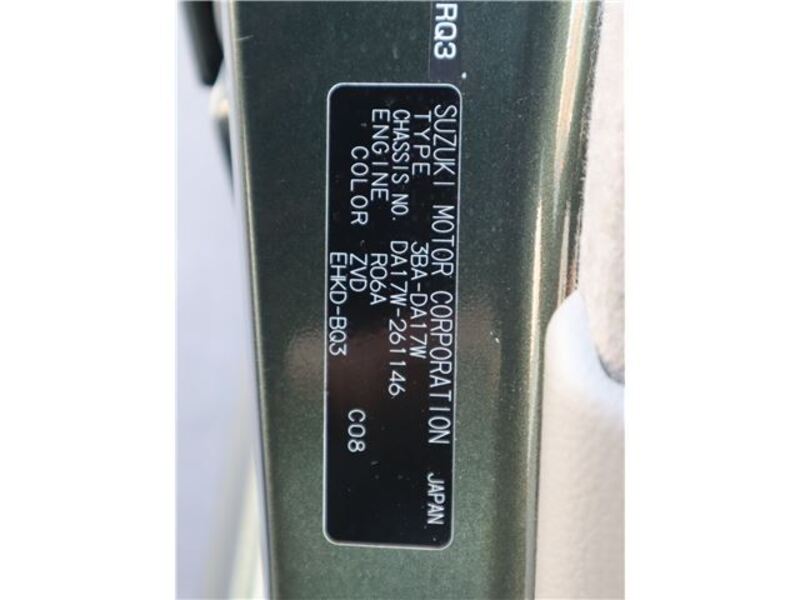 RQ3
SUZUKI MOTOR CORPORATION JAPAN
TYPE 3BA-DA17W
CHASSIS NO. DA17W-261146
ENGINE R06A
COLOR ZVD C08
EHKD-BQ3